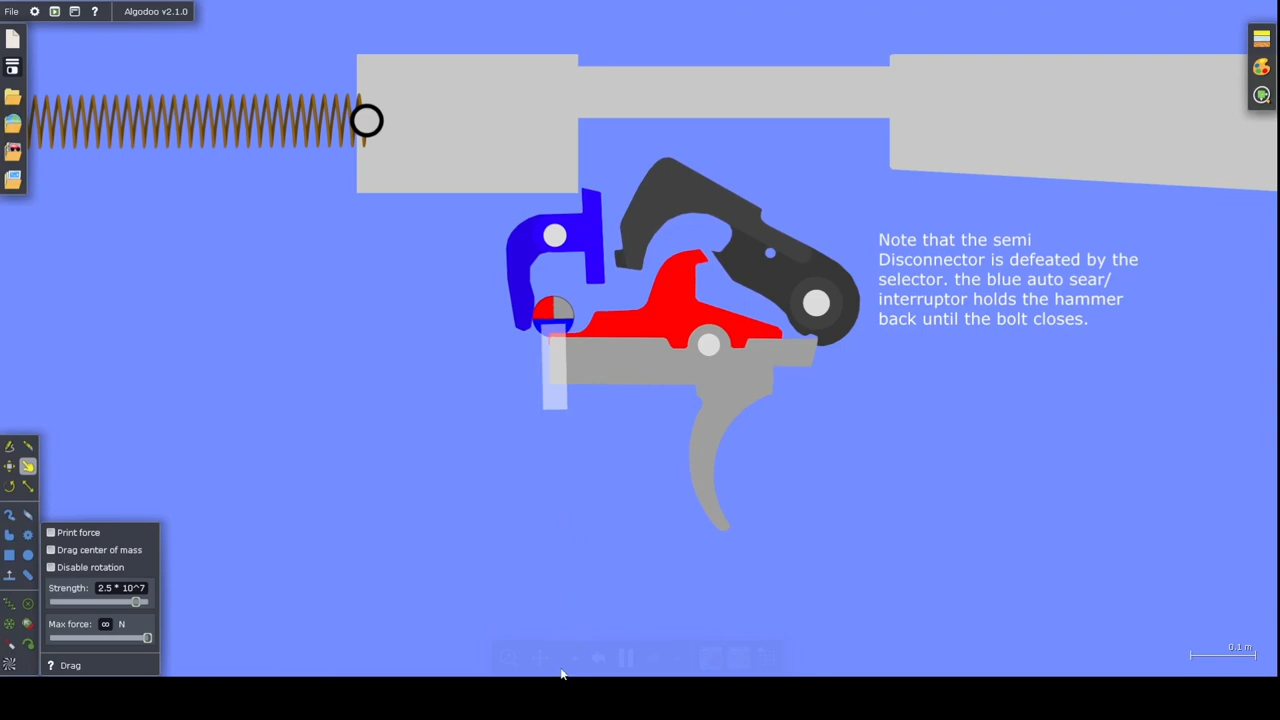 File
?
Algodoo v2.1.0
Note that the semi
Disconnector is defeated by the
selector. the blue auto sear/
interruptor holds the hammer
back until the bolt closes.
Print force
Drag center of mass
Disable rotation
Strength: 2.5 * 10^7
Max force: ∞ N
? Drag
0.1 m